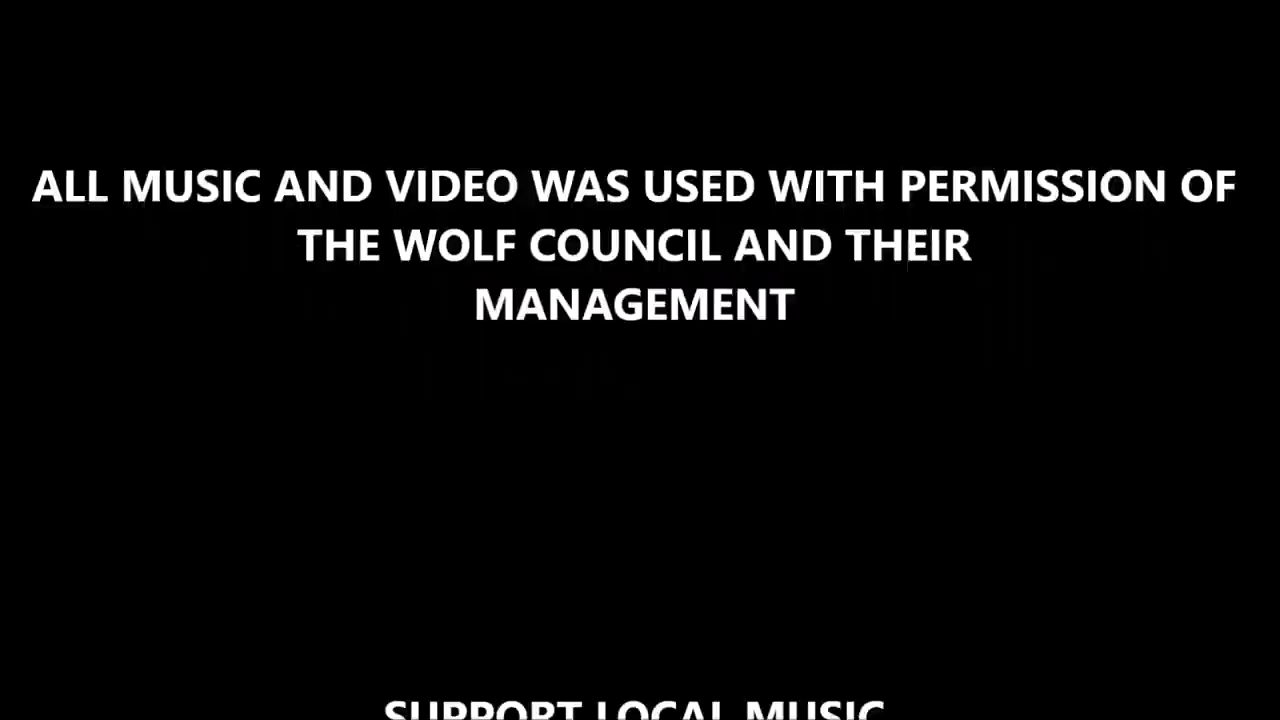 ALL MUSIC AND VIDEO WAS USED WITH PERMISSION OF
THE WOLF COUNCIL AND THEIR
MANAGEMENT
SUPPORT LOCAL MUSIC